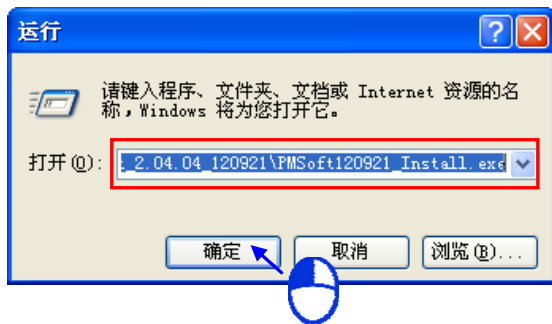 运行
请键入程序、文件夹、文档或 Internet 资源的名
称，Windows 将为您打开它。
打开(O): _2.04.04_120921\PMSoft120921_Install.exe
确定 取消 浏览(B)...